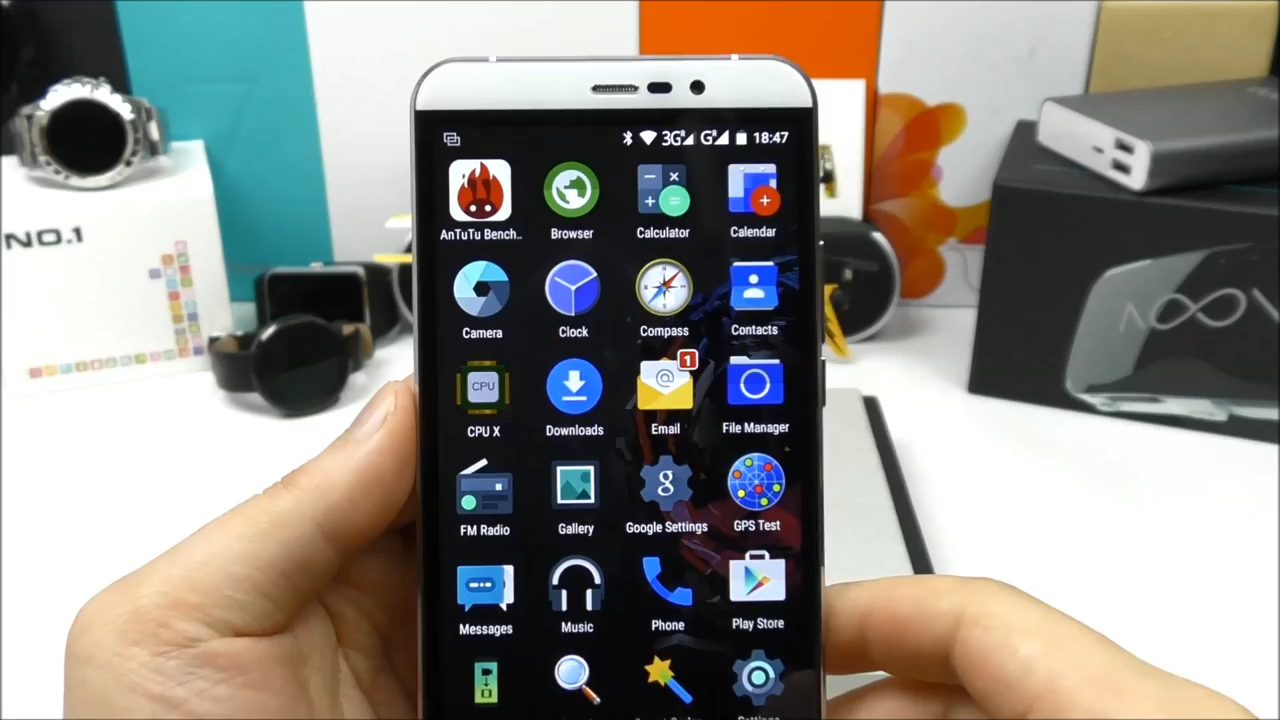 3G G 18:47
AnTuTu Bench..
Browser
Calculator
Calendar
Camera
Clock
Compass
Contacts
CPU
1
@
CPU X
Downloads
Email
File Manager
g
FM Radio
Gallery
Google Settings
GPS Test
Messages
Music
Phone
Play Store
NO.1